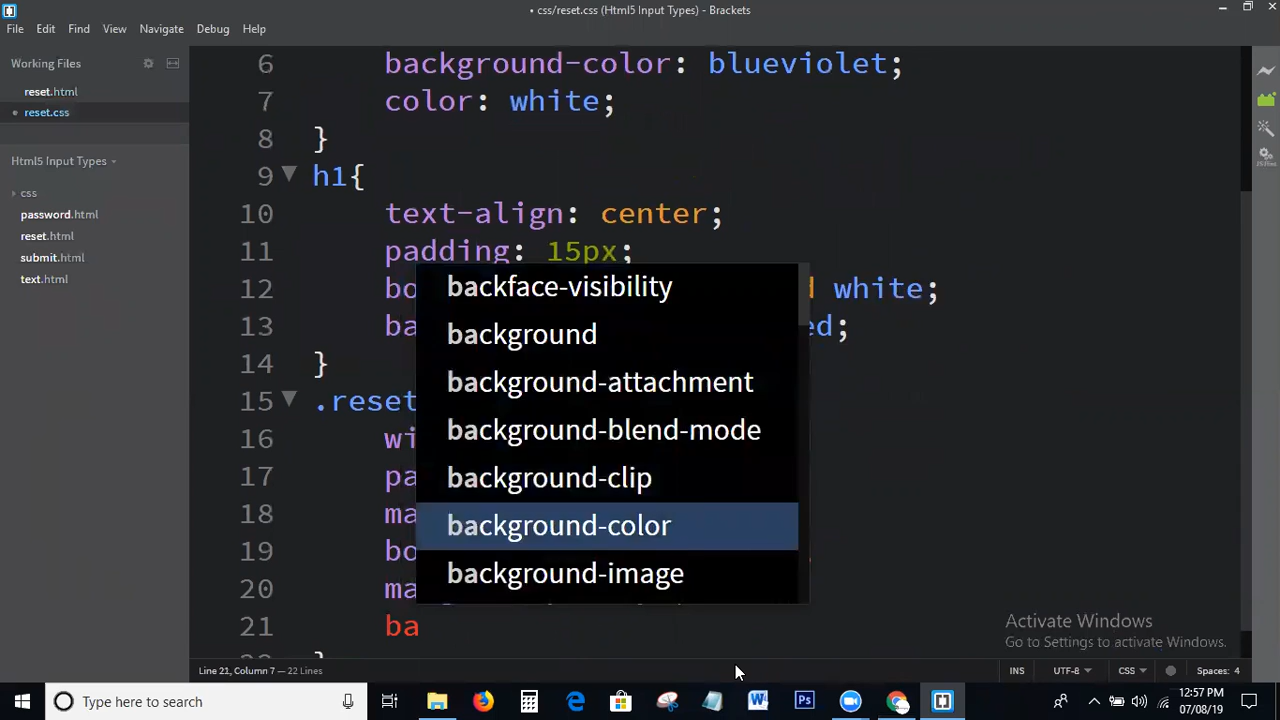 • css/reset.css (Html5 Input Types) - Brackets
File Edit Find View Navigate Debug Help
Working Files
reset.html
• reset.css
Html5 Input Types
css
password.html
reset.html
submit.html
text.html
6 background-color: blueviolet;
7 color: white;
8 }
9 h1{
10 text-align: center;
11 padding: 15px;
12 bo white;
13 ba ed;
14 }
15 .reset
16 wi
17 pa
18 ma
19 bo
20 ma
21 ba
backface-visibility
background
background-attachment
background-blend-mode
background-clip
background-color
background-image
Activate Windows
Go to Settings to activate Windows.
Line 21, Column 7 — 22 Lines
INS UTF-8 CSS Spaces: 4
Type here to search
12:57 PM
07/08/19